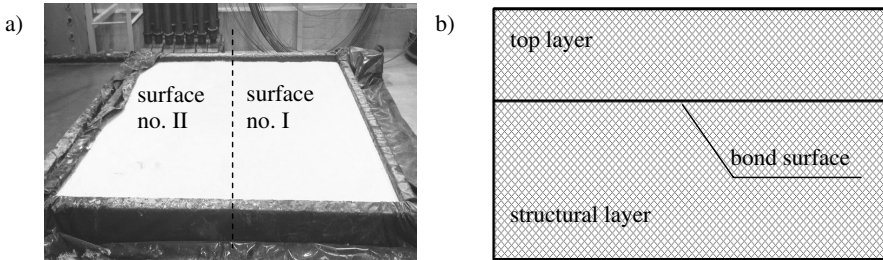 a)
surface
no. II
surface
no. I
b)
top layer
bond surface
structural layer